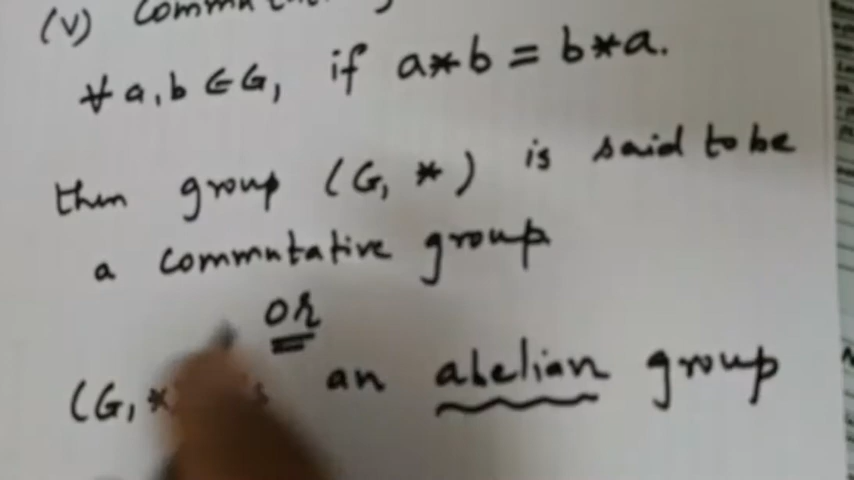 (V)
∀ a, b ∈ G, if a*b = b*a.
then group (G, *) is said to be
a commutative group
OR
(G, * an abelian group